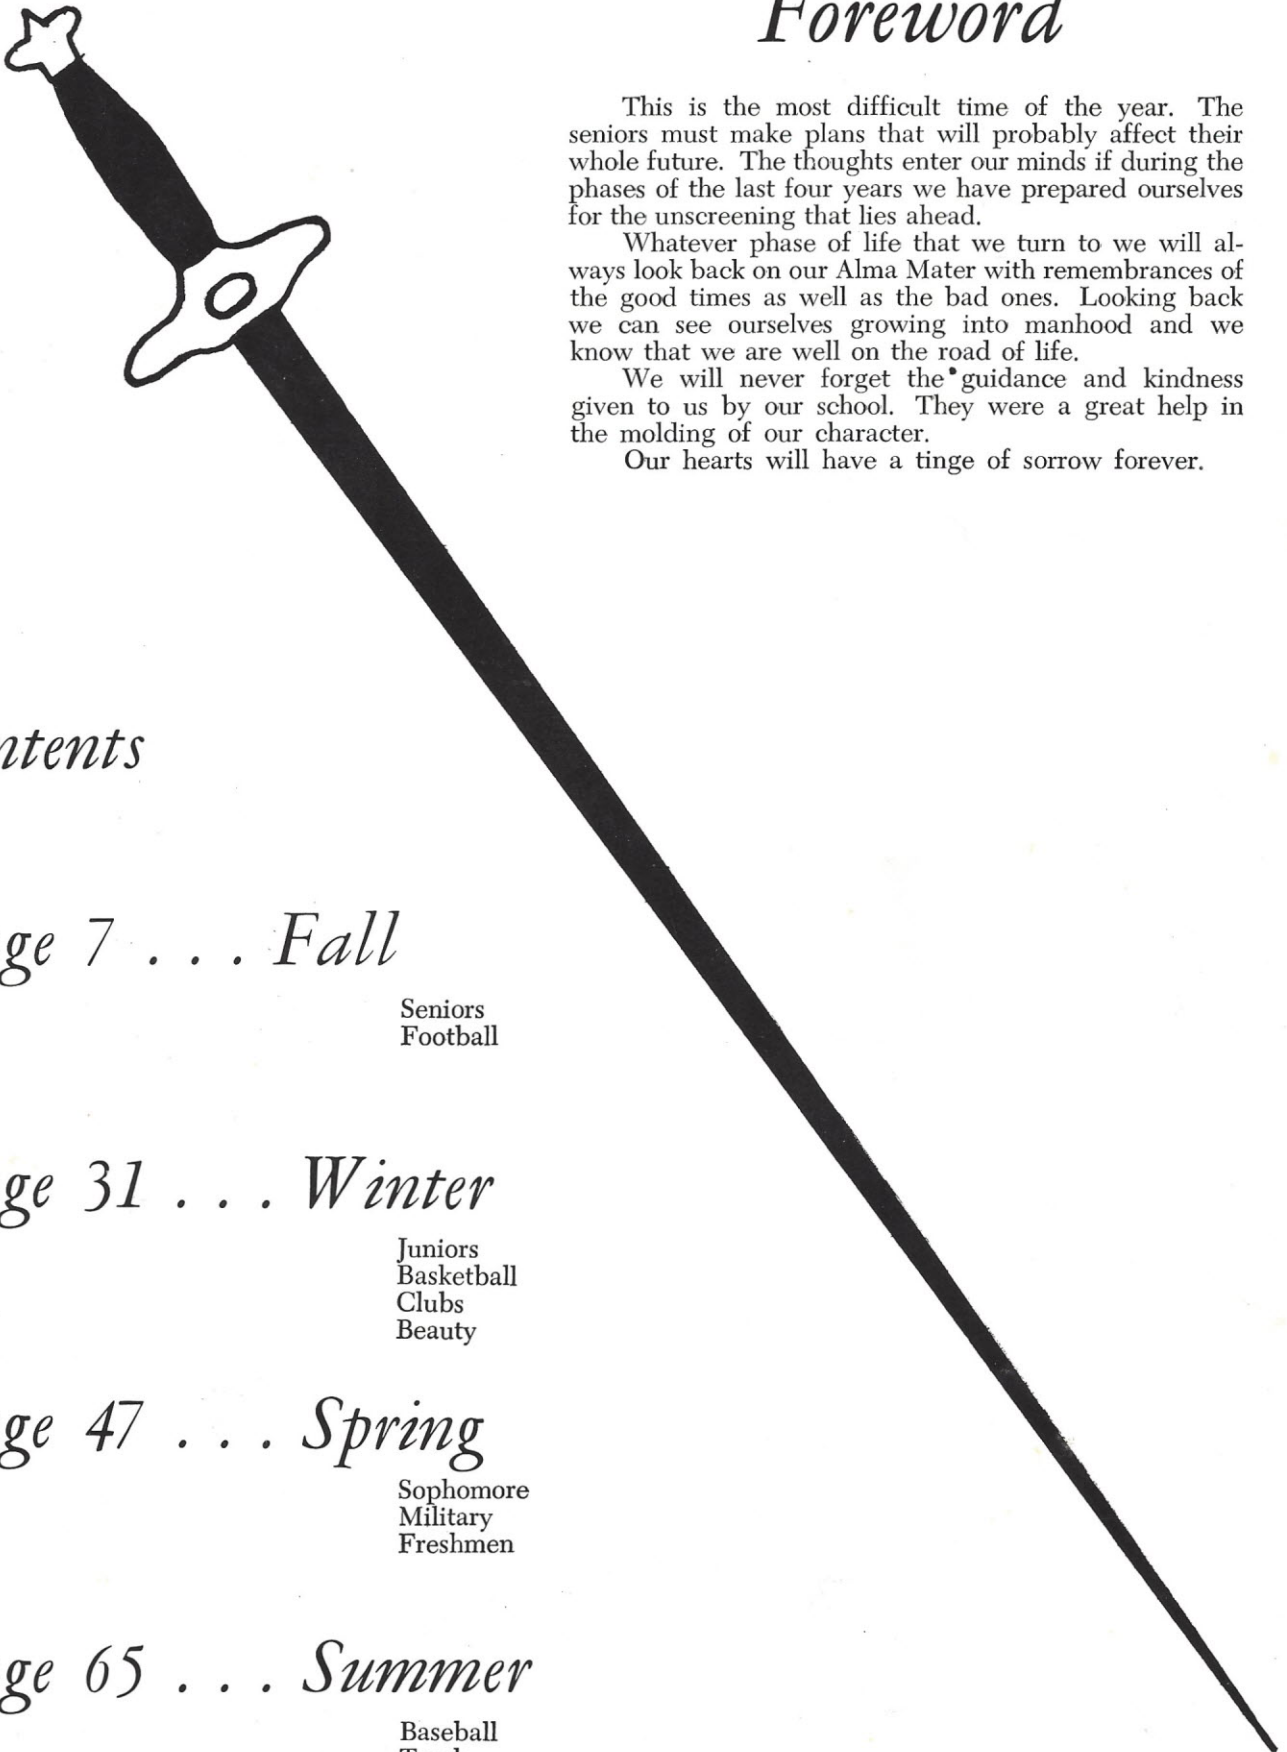 Foreword
This is the most difficult time of the year. The
seniors must make plans that will probably affect their
whole future. The thoughts enter our minds if during the
phases of the last four years we have prepared ourselves
for the unscreening that lies ahead.
Whatever phase of life that we turn to we will al-
ways look back on our Alma Mater with remembrances of
the good times as well as the bad ones. Looking back
we can see ourselves growing into manhood and we
know that we are well on the road of life.
We will never forget the guidance and kindness
given to us by our school. They were a great help in
the molding of our character.
Our hearts will have a tinge of sorrow forever.
ntents
ge 7 . . . Fall
Seniors
Football
ge 31 . . . Winter
Juniors
Basketball
Clubs
Beauty
ge 47 . . . Spring
Sophomore
Military
Freshmen
ge 65 . . . Summer
Baseball